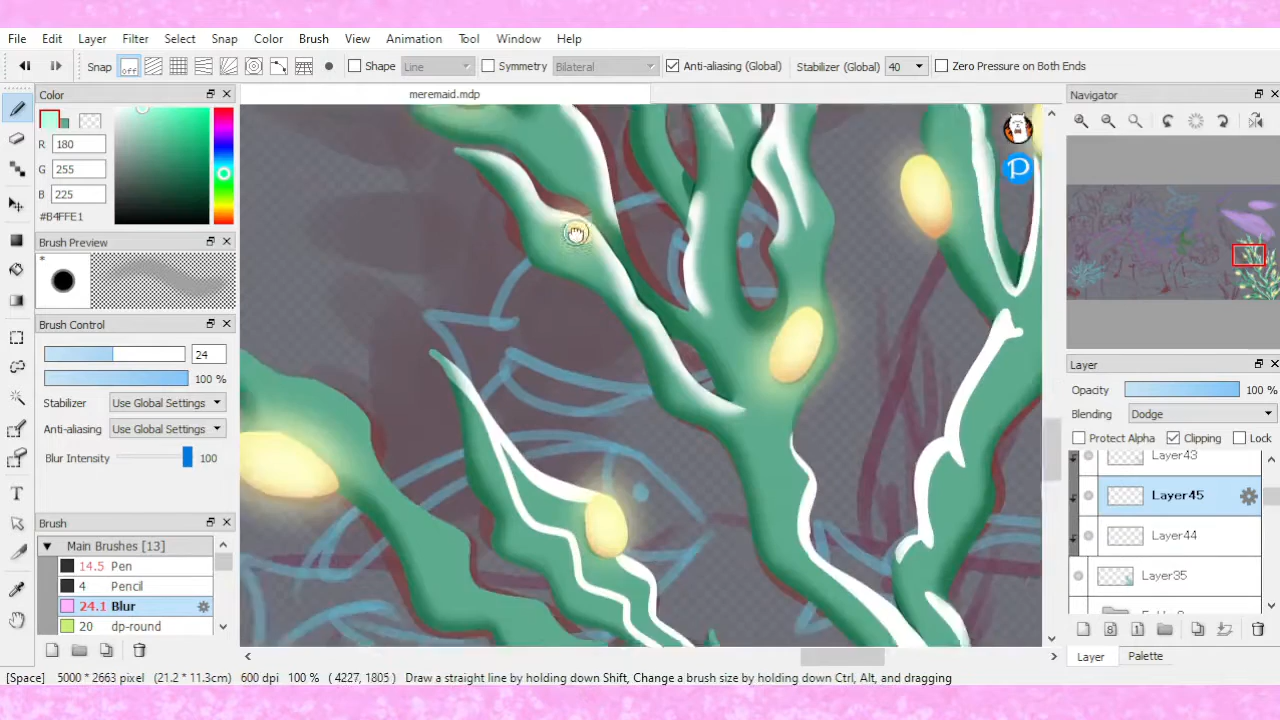 File Edit Layer Filter Select Snap Color Brush View Animation Tool Window Help
Snap off Shape Line Symmetry Bilateral Anti-aliasing (Global) Stabilizer (Global) 40 Zero Pressure on Both Ends
Color
meremaid.mdp
Navigator
R 180
G 255
B 225
#B4FFE1
Brush Preview
*
Brush Control
24
100 %
Stabilizer Use Global Settings
Anti-aliasing Use Global Settings
Blur Intensity 100
Brush
Main Brushes [13]
14.5 Pen
4 Pencil
24.1 Blur
20 dp-round
Layer
Opacity 100 %
Blending Dodge
Protect Alpha Clipping Lock
Layer43
Layer45
Layer44
Layer35
8 1
Layer Palette
[Space] 5000 * 2663 pixel (21.2 * 11.3cm) 600 dpi 100 % ( 4227, 1805 ) Draw a straight line by holding down Shift, Change a brush size by holding down Ctrl, Alt, and dragging